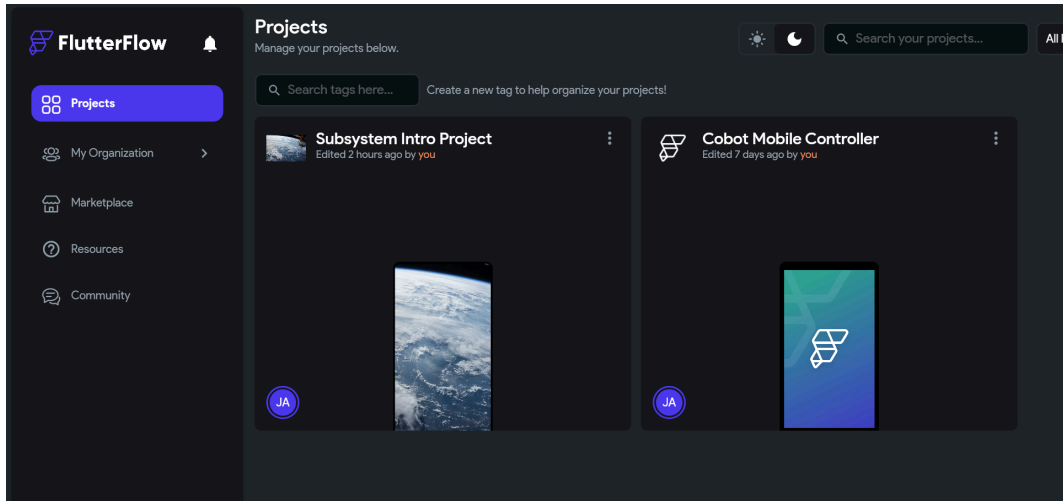 FlutterFlow
Projects
My Organization
Marketplace
Resources
Community
Projects
Manage your projects below.
Search your projects...
All
Search tags here...
Create a new tag to help organize your projects!
Subsystem Intro Project
Edited 2 hours ago by you
JA
Cobot Mobile Controller
Edited 7 days ago by you
JA